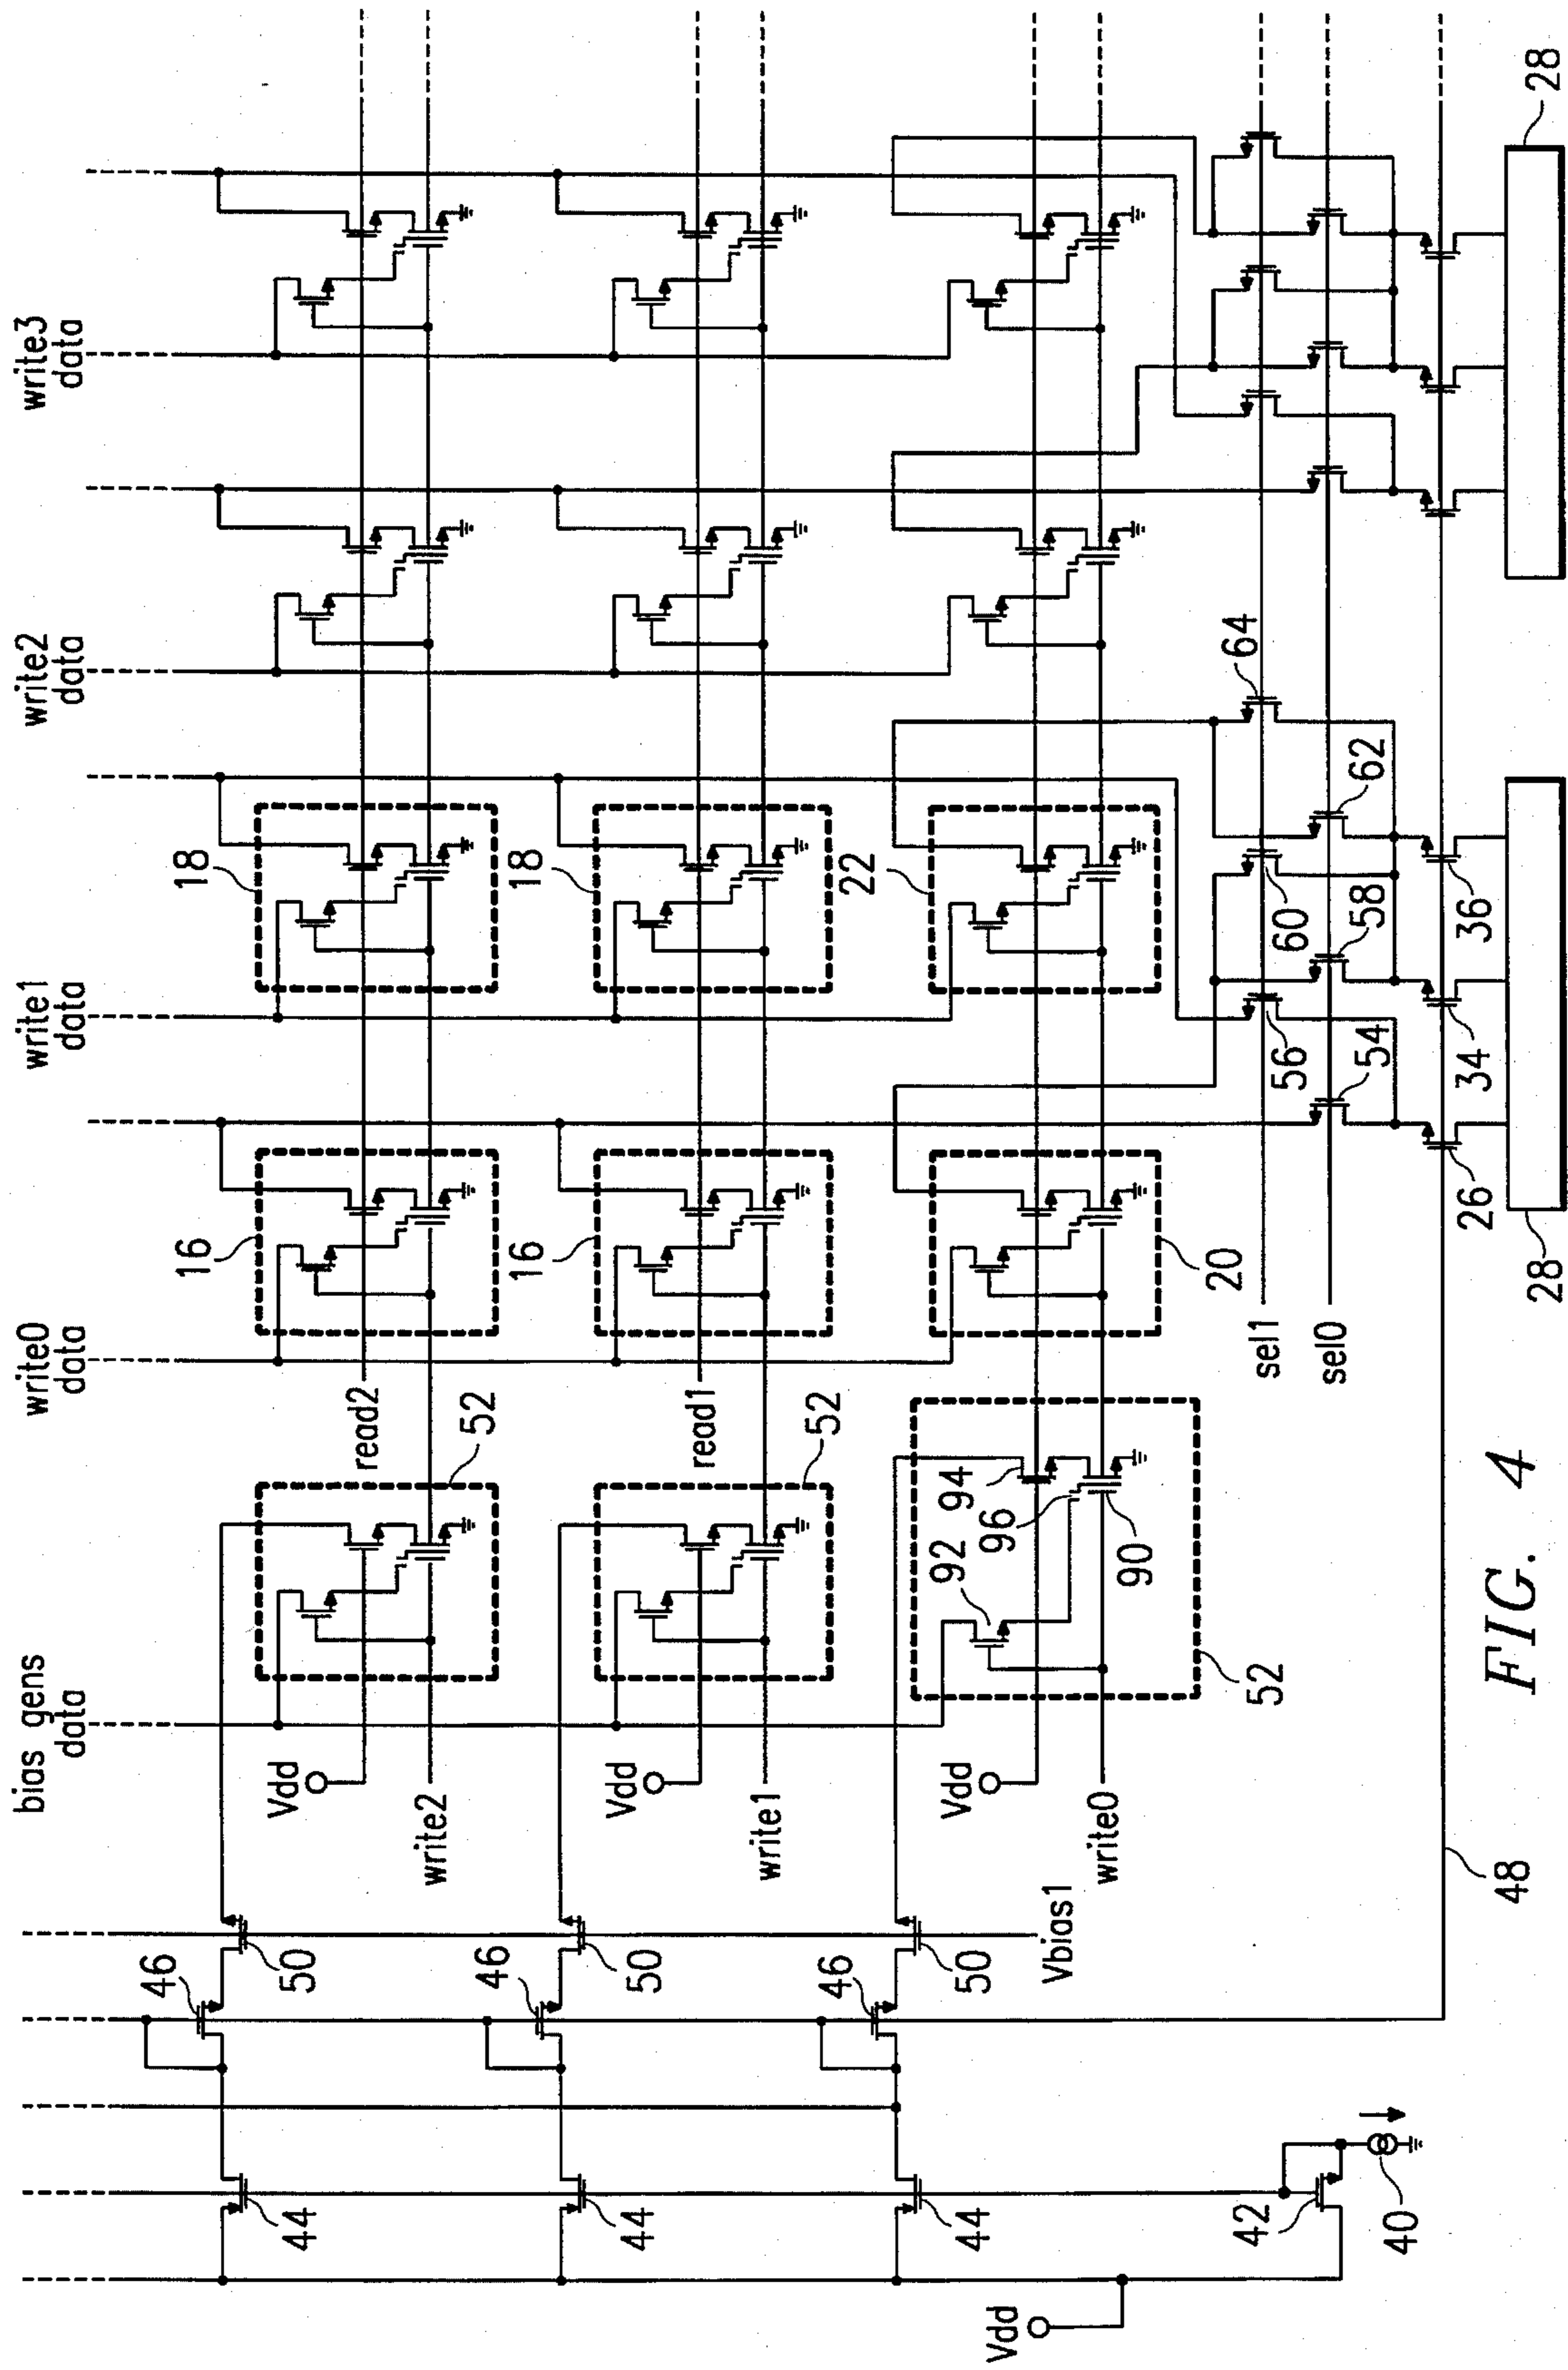 write3
data
28
write2
data
64
18
18
22
62
write1
data
60
58
36
56
54
34
16
16
20
26
28
write0
data
read2
52
read1
52
sel1
sel0
94
96
92
90
52
bias gens
data
Vdd
write2
Vdd
write1
Vdd
write0
Vbias1
48
46
50
46
50
46
50
44
44
44
42
40
Vdd
FIG. 4